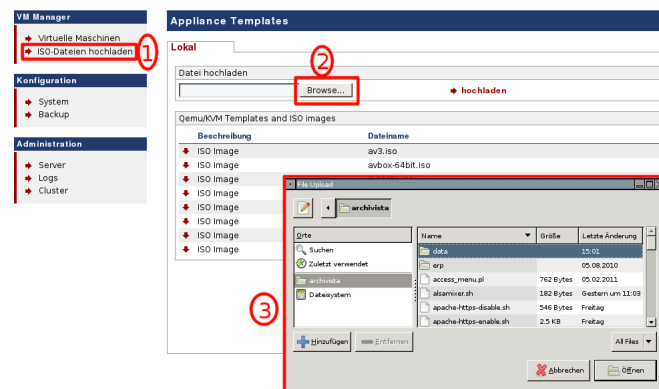 VM Manager
Virtuelle Maschinen
ISO-Dateien hochladen
1
Konfiguration
System
Backup
Administration
Server
Logs
Cluster
Appliance Templates
Lokal
2
Datei hochladen
Browse...
hochladen
Qemu/KVM Templates and ISO images
Beschreibung Dateiname
ISO Image av3.iso
ISO Image avbox-64bit.iso
ISO Image
ISO Image
ISO Image
ISO Image
ISO Image
ISO Image
3
File Upload
archivista
Orte
Suchen
Zuletzt verwendet
archivista
Dateisystem
Name Größe Letzte Änderung
data 15:01
erp 05.08.2010
access_menu.pl 762 Bytes 05.02.2011
alsamixer.sh 182 Bytes Gestern um 11:03
apache-https-disable.sh 546 Bytes Freitag
apache-https-enable.sh 2.5 KB Freitag
Hinzufügen Entfernen
All Files
Abbrechen Öffnen